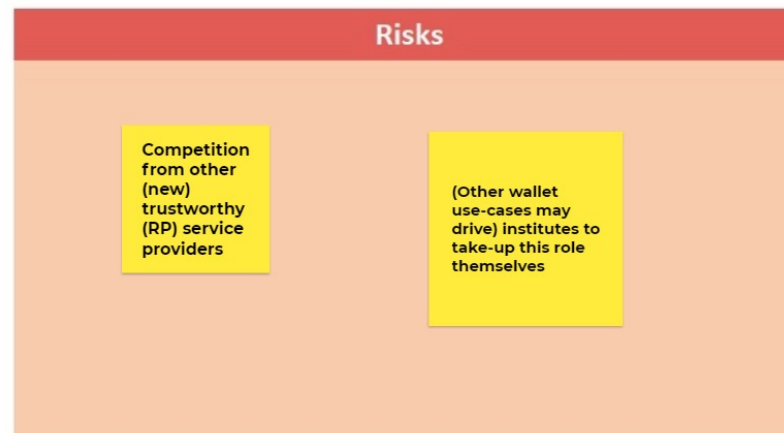 Risks
Competition
from other
(new)
trustworthy
(RP) service
providers
(Other wallet
use-cases may
drive) institutes to
take-up this role
themselves